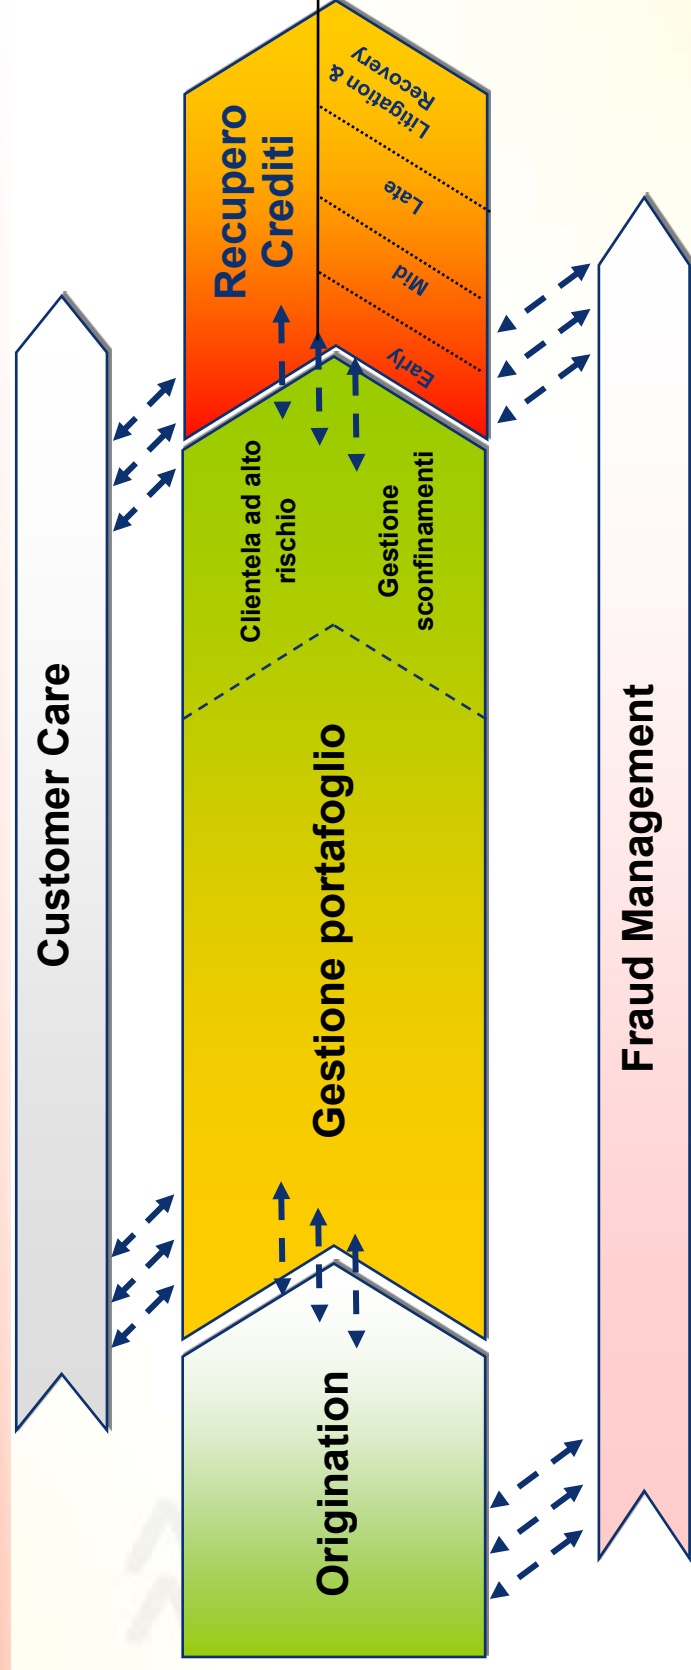 Customer Care
Origination
Gestione portafoglio
Clientela ad alto
rischio
Gestione
sconfinamenti
Recupero
Crediti
Early
Mid
Late
Litigation &
Recovery
Fraud Management